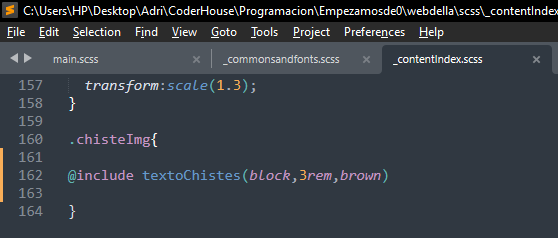 C:\Users\HP\Desktop\Adri\CoderHouse\Programacion\Empezamosde0\webdella\scss\_contentIndex
File Edit Selection Find View Goto Tools Project Preferences Help
main.scss × _commonsandfonts.scss × _contentIndex.scss ×
157 transform:scale(1.3);
158 }
159
160 .chisteImg{
161
162 @include textoChistes(block,3rem,brown)
163
164 }